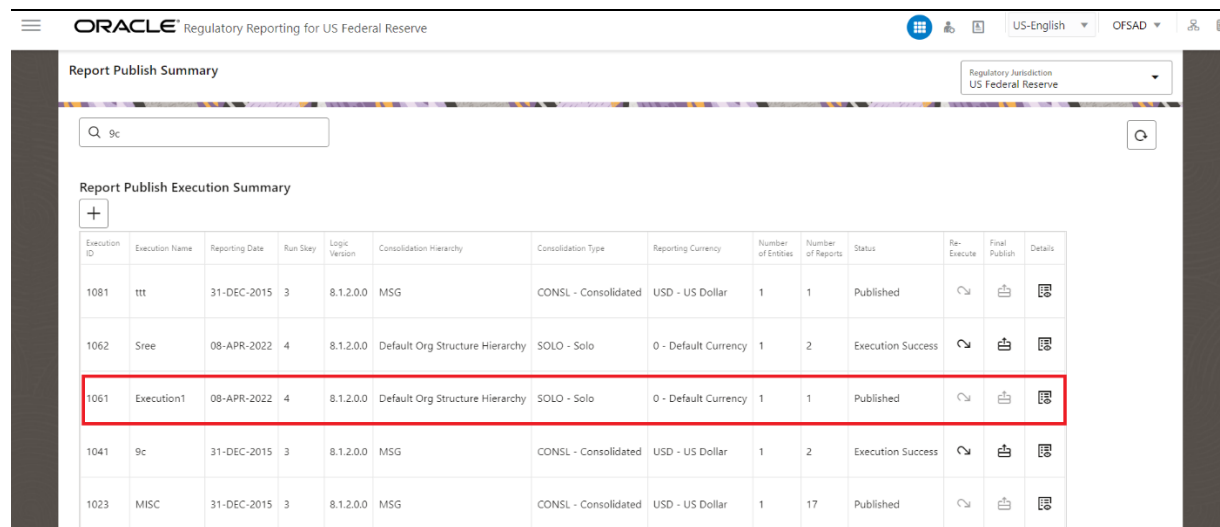 ORACLE® Regulatory Reporting for US Federal Reserve
US-English
OFSAD
Report Publish Summary
Regulatory Jurisdiction
US Federal Reserve
9c
Report Publish Execution Summary
Execution ID Execution Name Reporting Date Run Skey Logic Version Consolidation Hierarchy Consolidation Type Reporting Currency Number of Entities Number of Reports Status Re-Execute Final Publish Details
1081 ttt 31-DEC-2015 3 8.1.2.0.0 MSG CONSL - Consolidated USD - US Dollar 1 1 Published
1062 Sree 08-APR-2022 4 8.1.2.0.0 Default Org Structure Hierarchy SOLO - Solo 0 - Default Currency 1 2 Execution Success
1061 Execution1 08-APR-2022 4 8.1.2.0.0 Default Org Structure Hierarchy SOLO - Solo 0 - Default Currency 1 1 Published
1041 9c 31-DEC-2015 3 8.1.2.0.0 MSG CONSL - Consolidated USD - US Dollar 1 2 Execution Success
1023 MISC 31-DEC-2015 3 8.1.2.0.0 MSG CONSL - Consolidated USD - US Dollar 1 17 Published